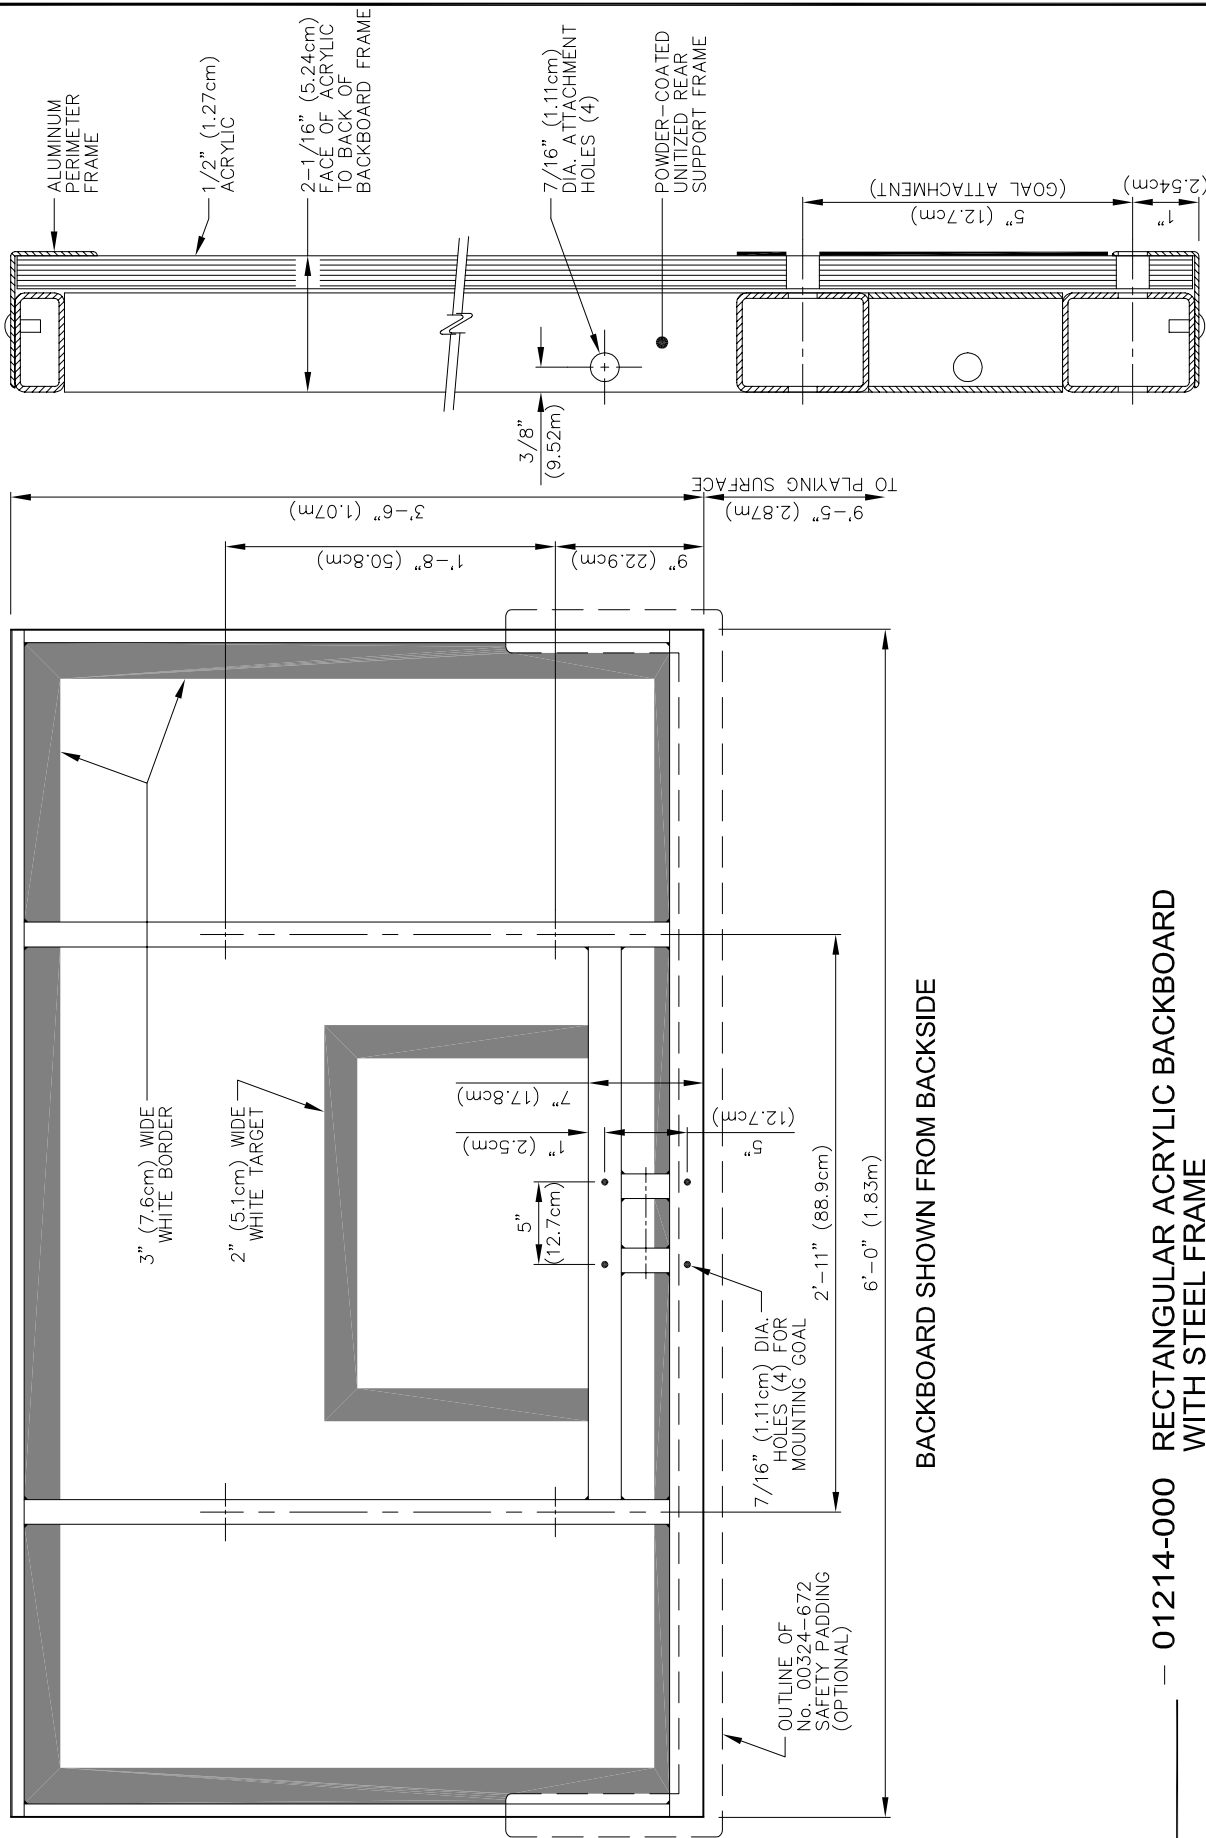 ALUMINUM
PERIMETER
FRAME
1/2" (1.27cm)
ACRYLIC
2-1/16" (5.24cm)
FACE OF ACRYLIC
TO BACK OF
BACKBOARD FRAME
7/16" (1.11cm)
DIA. ATTACHMENT
HOLES (4)
POWDER-COATED
UNITIZED REAR
SUPPORT FRAME
3/8"
(9.52m)
5" (12.7cm)
(GOAL ATTACHMENT)
1"
(2.54cm)
3'-6" (1.07m)
1'-8" (50.8cm)
9" (22.9cm)
9'-5" (2.87m)
TO PLAYING SURFACE
3" (7.6cm) WIDE
WHITE BORDER
2" (5.1cm) WIDE
WHITE TARGET
7" (17.8cm)
1" (2.5cm)
5"
(12.7cm)
5"
(12.7cm)
7/16" (1.11cm) DIA.
HOLES (4) FOR
MOUNTING GOAL
2'-11" (88.9cm)
6'-0" (1.83m)
OUTLINE OF
No. 00324-672
SAFETY PADDING
(OPTIONAL)
BACKBOARD SHOWN FROM BACKSIDE
— 01214-000 RECTANGULAR ACRYLIC BACKBOARD
WITH STEEL FRAME